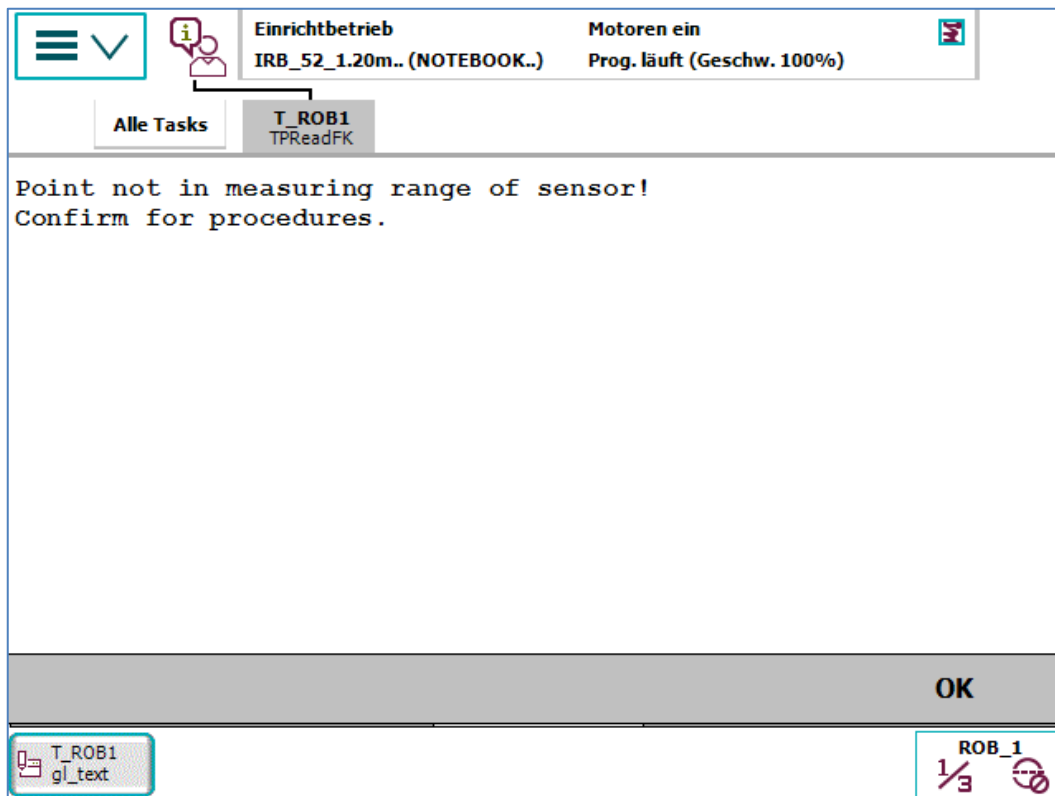 Einrichtbetrieb
Motoren ein
IRB_52_1.20m.. (NOTEBOOK..)
Prog. läuft (Geschw. 100%)
Alle Tasks
T_ROB1
TPReadFK
Point not in measuring range of sensor!
Confirm for procedures.
OK
T_ROB1
gl_text
ROB_1
1/3